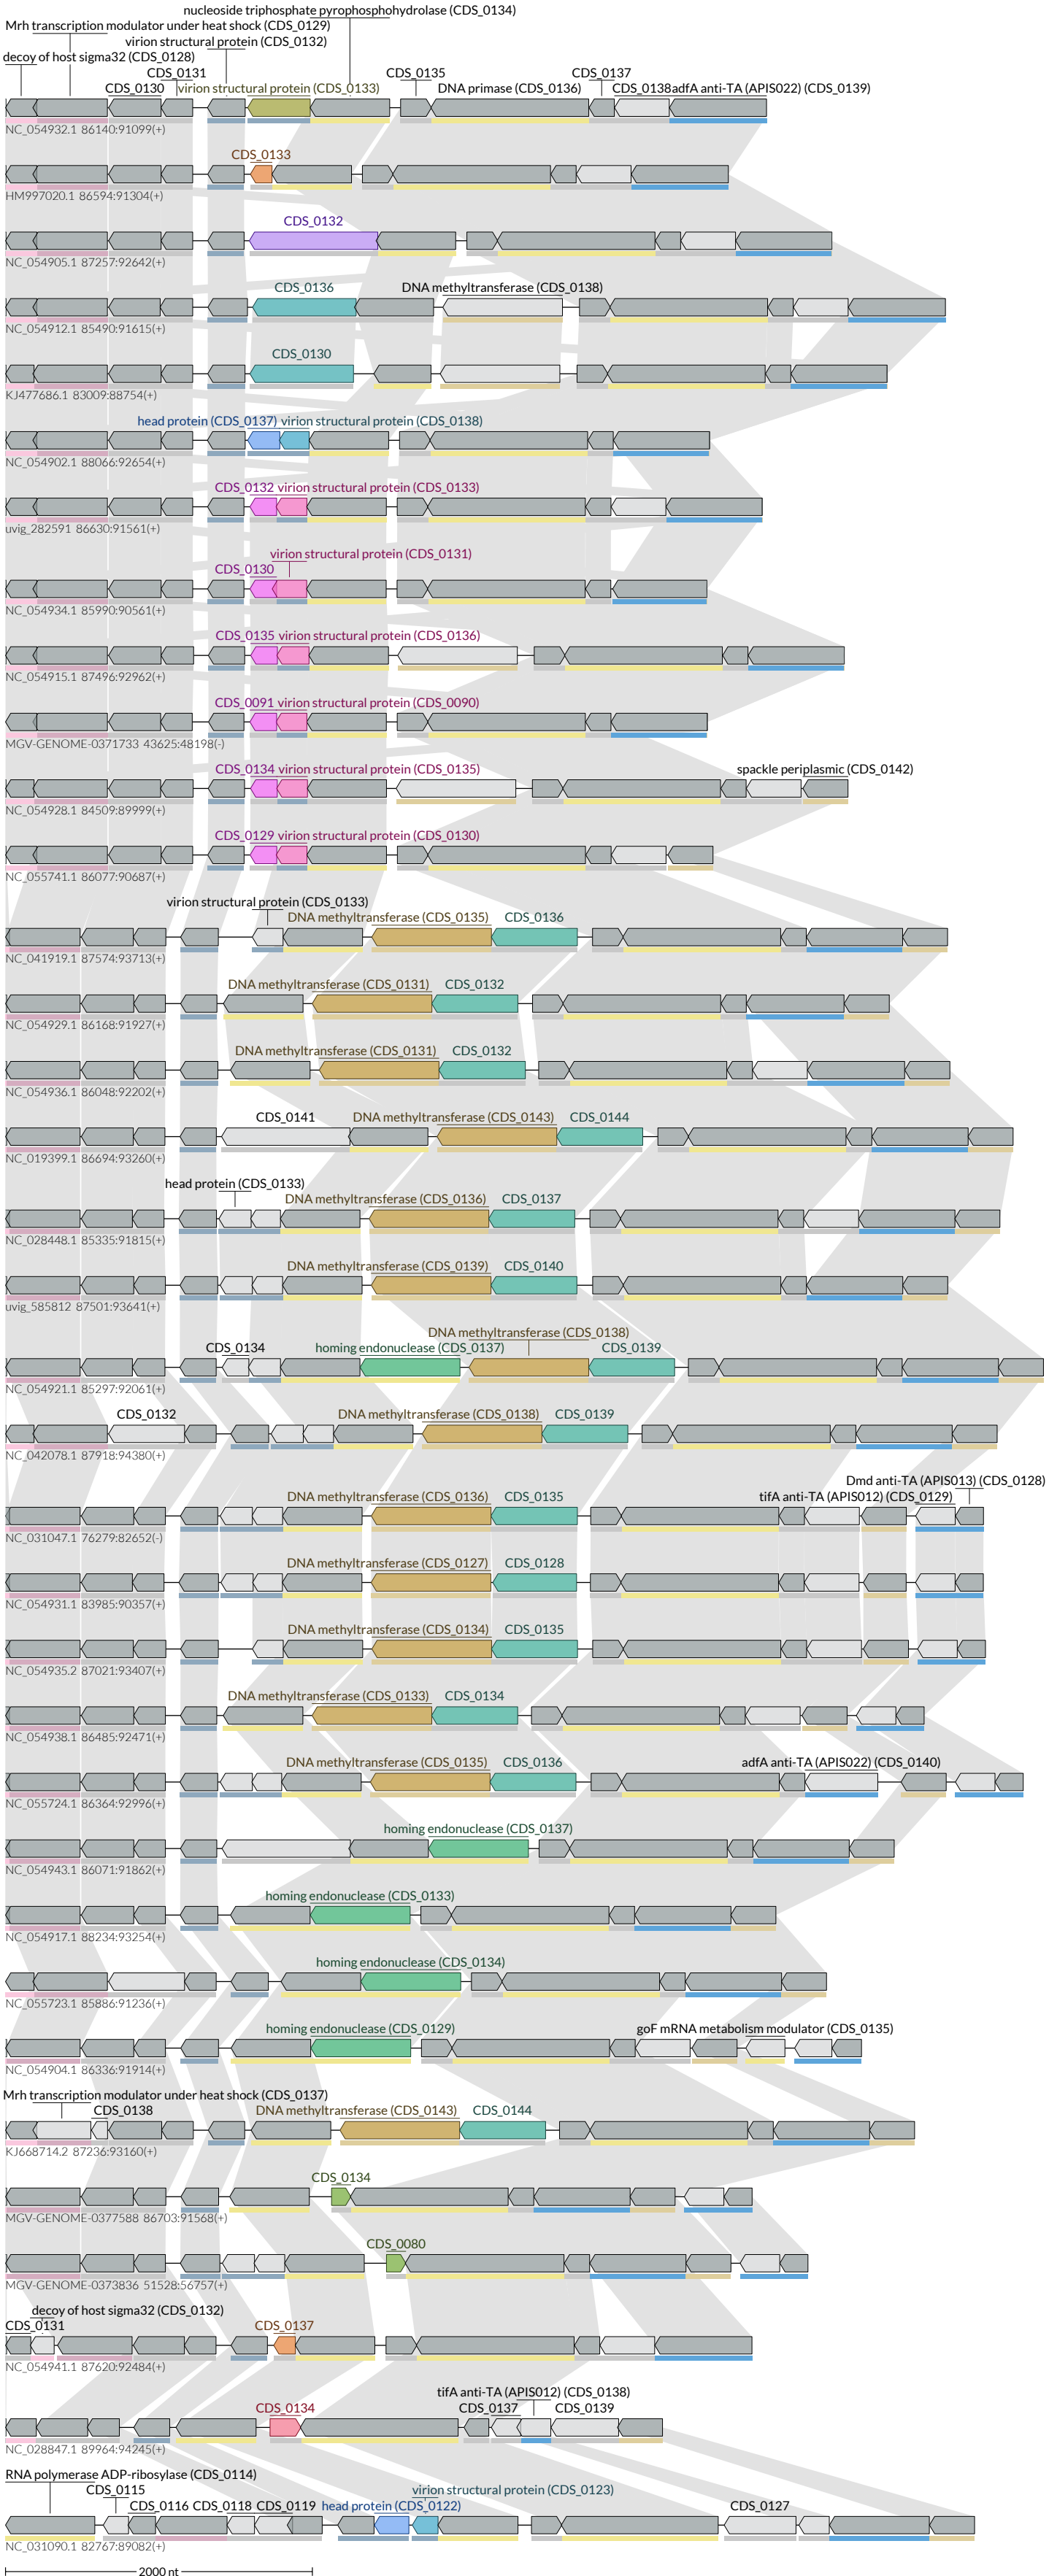 nucleoside triphosphate pyrophosphohydrolase (CDS_0134)
Mrh transcription modulator under heat shock (CDS_0129)
virion structural protein (CDS_0132)
decoy of host sigma32 (CDS_0128)
CDS_0131 CDS_0135 CDS_0137
CDS_0130 virion structural protein (CDS_0133) DNA primase (CDS_0136) CDS_0138 adfA anti-TA (APIS022) (CDS_0139)
NC_054932.1 86140:91099(+)
CDS_0133
HM997020.1 86594:91304(+)
CDS_0132
NC_054905.1 87257:92642(+)
CDS_0136 DNA methyltransferase (CDS_0138)
NC_054912.1 85490:91615(+)
CDS_0130
KJ477686.1 83009:88754(+)
head protein (CDS_0137) virion structural protein (CDS_0138)
NC_054902.1 88066:92654(+)
CDS_0132 virion structural protein (CDS_0133)
uvig_282591 86630:91561(+)
virion structural protein (CDS_0131)
CDS_0130
NC_054934.1 85990:90561(+)
CDS_0135 virion structural protein (CDS_0136)
NC_054915.1 87496:92962(+)
CDS_0091 virion structural protein (CDS_0090)
MGV-GENOME-0371733 43625:48198(-)
CDS_0134 virion structural protein (CDS_0135) spackle periplasmic (CDS_0142)
NC_054928.1 84509:89999(+)
CDS_0129 virion structural protein (CDS_0130)
NC_055741.1 86077:90687(+)
virion structural protein (CDS_0133)
DNA methyltransferase (CDS_0135) CDS_0136
NC_041919.1 87574:93713(+)
DNA methyltransferase (CDS_0131) CDS_0132
NC_054929.1 86168:91927(+)
DNA methyltransferase (CDS_0131) CDS_0132
NC_054936.1 86048:92202(+)
CDS_0141 DNA methyltransferase (CDS_0143) CDS_0144
NC_019399.1 86694:93260(+)
head protein (CDS_0133)
DNA methyltransferase (CDS_0136) CDS_0137
NC_028448.1 85335:91815(+)
DNA methyltransferase (CDS_0139) CDS_0140
uvig_585812 87501:93641(+)
DNA methyltransferase (CDS_0138)
CDS_0134 homing endonuclease (CDS_0137) CDS_0139
NC_054921.1 85297:92061(+)
CDS_0132 DNA methyltransferase (CDS_0138) CDS_0139
NC_042078.1 87918:94380(+)
Dmd anti-TA (APIS013) (CDS_0128)
DNA methyltransferase (CDS_0136) CDS_0135 tifA anti-TA (APIS012) (CDS_0129)
NC_031047.1 76279:82652(-)
DNA methyltransferase (CDS_0127) CDS_0128
NC_054931.1 83985:90357(+)
DNA methyltransferase (CDS_0134) CDS_0135
NC_054935.2 87021:93407(+)
DNA methyltransferase (CDS_0133) CDS_0134
NC_054938.1 86485:92471(+)
DNA methyltransferase (CDS_0135) CDS_0136 adfA anti-TA (APIS022) (CDS_0140)
NC_055724.1 86364:92996(+)
homing endonuclease (CDS_0137)
NC_054943.1 86071:91862(+)
homing endonuclease (CDS_0133)
NC_054917.1 88234:93254(+)
homing endonuclease (CDS_0134)
NC_055723.1 85886:91236(+)
homing endonuclease (CDS_0129) goF mRNA metabolism modulator (CDS_0135)
NC_054904.1 86336:91914(+)
Mrh transcription modulator under heat shock (CDS_0137)
CDS_0138 DNA methyltransferase (CDS_0143) CDS_0144
KJ668714.2 87236:93160(+)
CDS_0134
MGV-GENOME-0377588 86703:91568(+)
CDS_0080
MGV-GENOME-0373836 51528:56757(+)
decoy of host sigma32 (CDS_0132)
CDS_0131 CDS_0137
NC_054941.1 87620:92484(+)
tifA anti-TA (APIS012) (CDS_0138)
CDS_0134 CDS_0137 CDS_0139
NC_028847.1 89964:94245(+)
RNA polymerase ADP-ribosylase (CDS_0114)
CDS_0115 virion structural protein (CDS_0123)
CDS_0116 CDS_0118 CDS_0119 head protein (CDS_0122) CDS_0127
NC_031090.1 82767:89082(+)
2000 nt